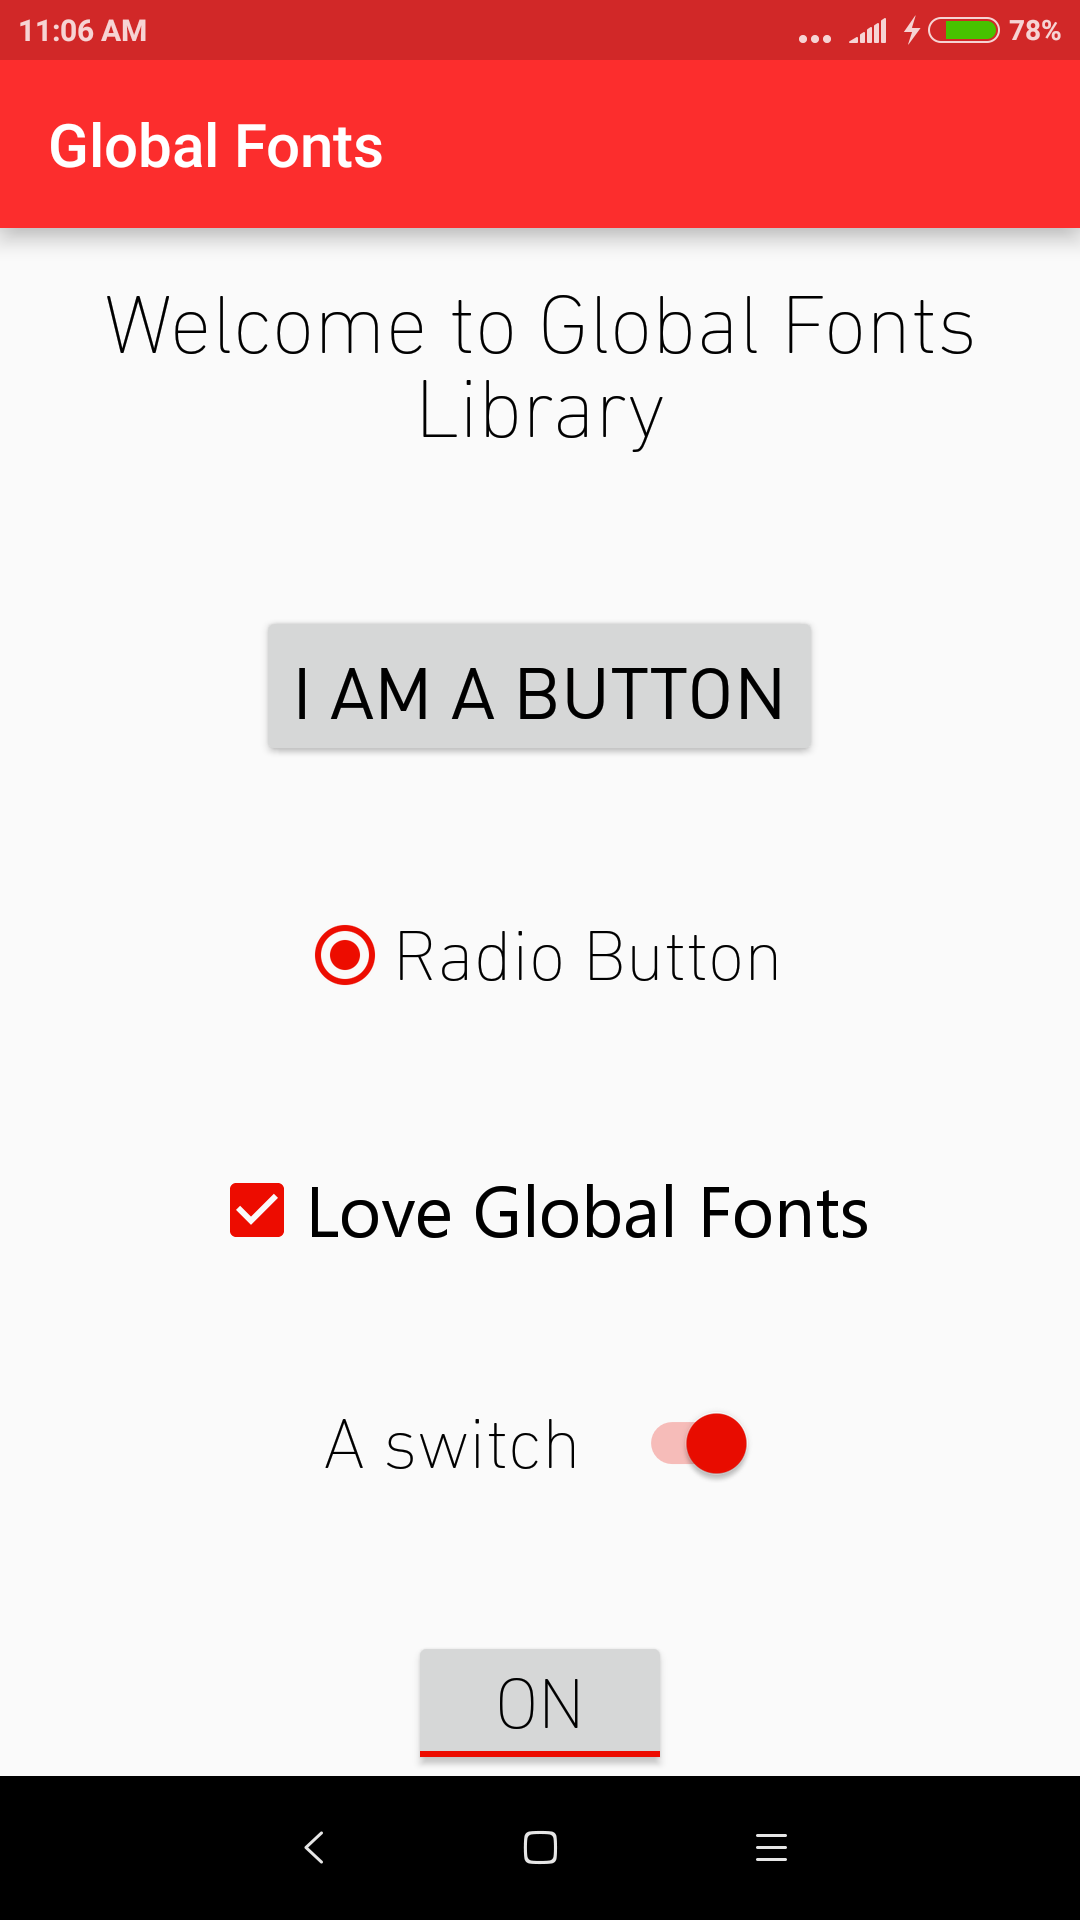 11:06 AM
78%
Global Fonts
Welcome to Global Fonts
Library
I AM A BUTTON
Radio Button
Love Global Fonts
A switch
ON